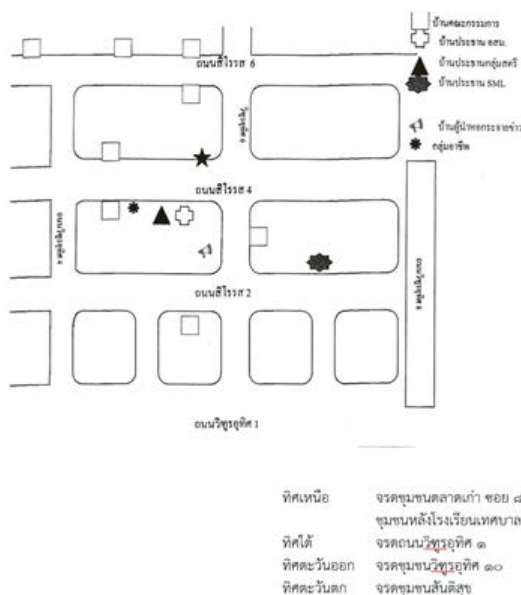 บ้านคณะกรรมการ
บ้านประธาน อสม.
บ้านประธานกลุ่มสตรี
บ้านประธาน SML
บ้านผู้นำหอกระจายข่าว
กลุ่มอาชีพ
ถนนสิโรรส 6
ถนนสิโรรส 4
ถนนสิโรรส 2
ถนนวิฑูรอุทิศ 1
ทิศเหนือ จรดชุมชนตลาดเก่า ซอย ๘
ชุมชนหลังโรงเรียนเทศบาล
ทิศใต้ จรดถนนวิฑูรอุทิศ ๑
ทิศตะวันออก จรดชุมชนวิฑูรอุทิศ ๑๐
ทิศตะวันตก จรดชุมชนสันติสุข